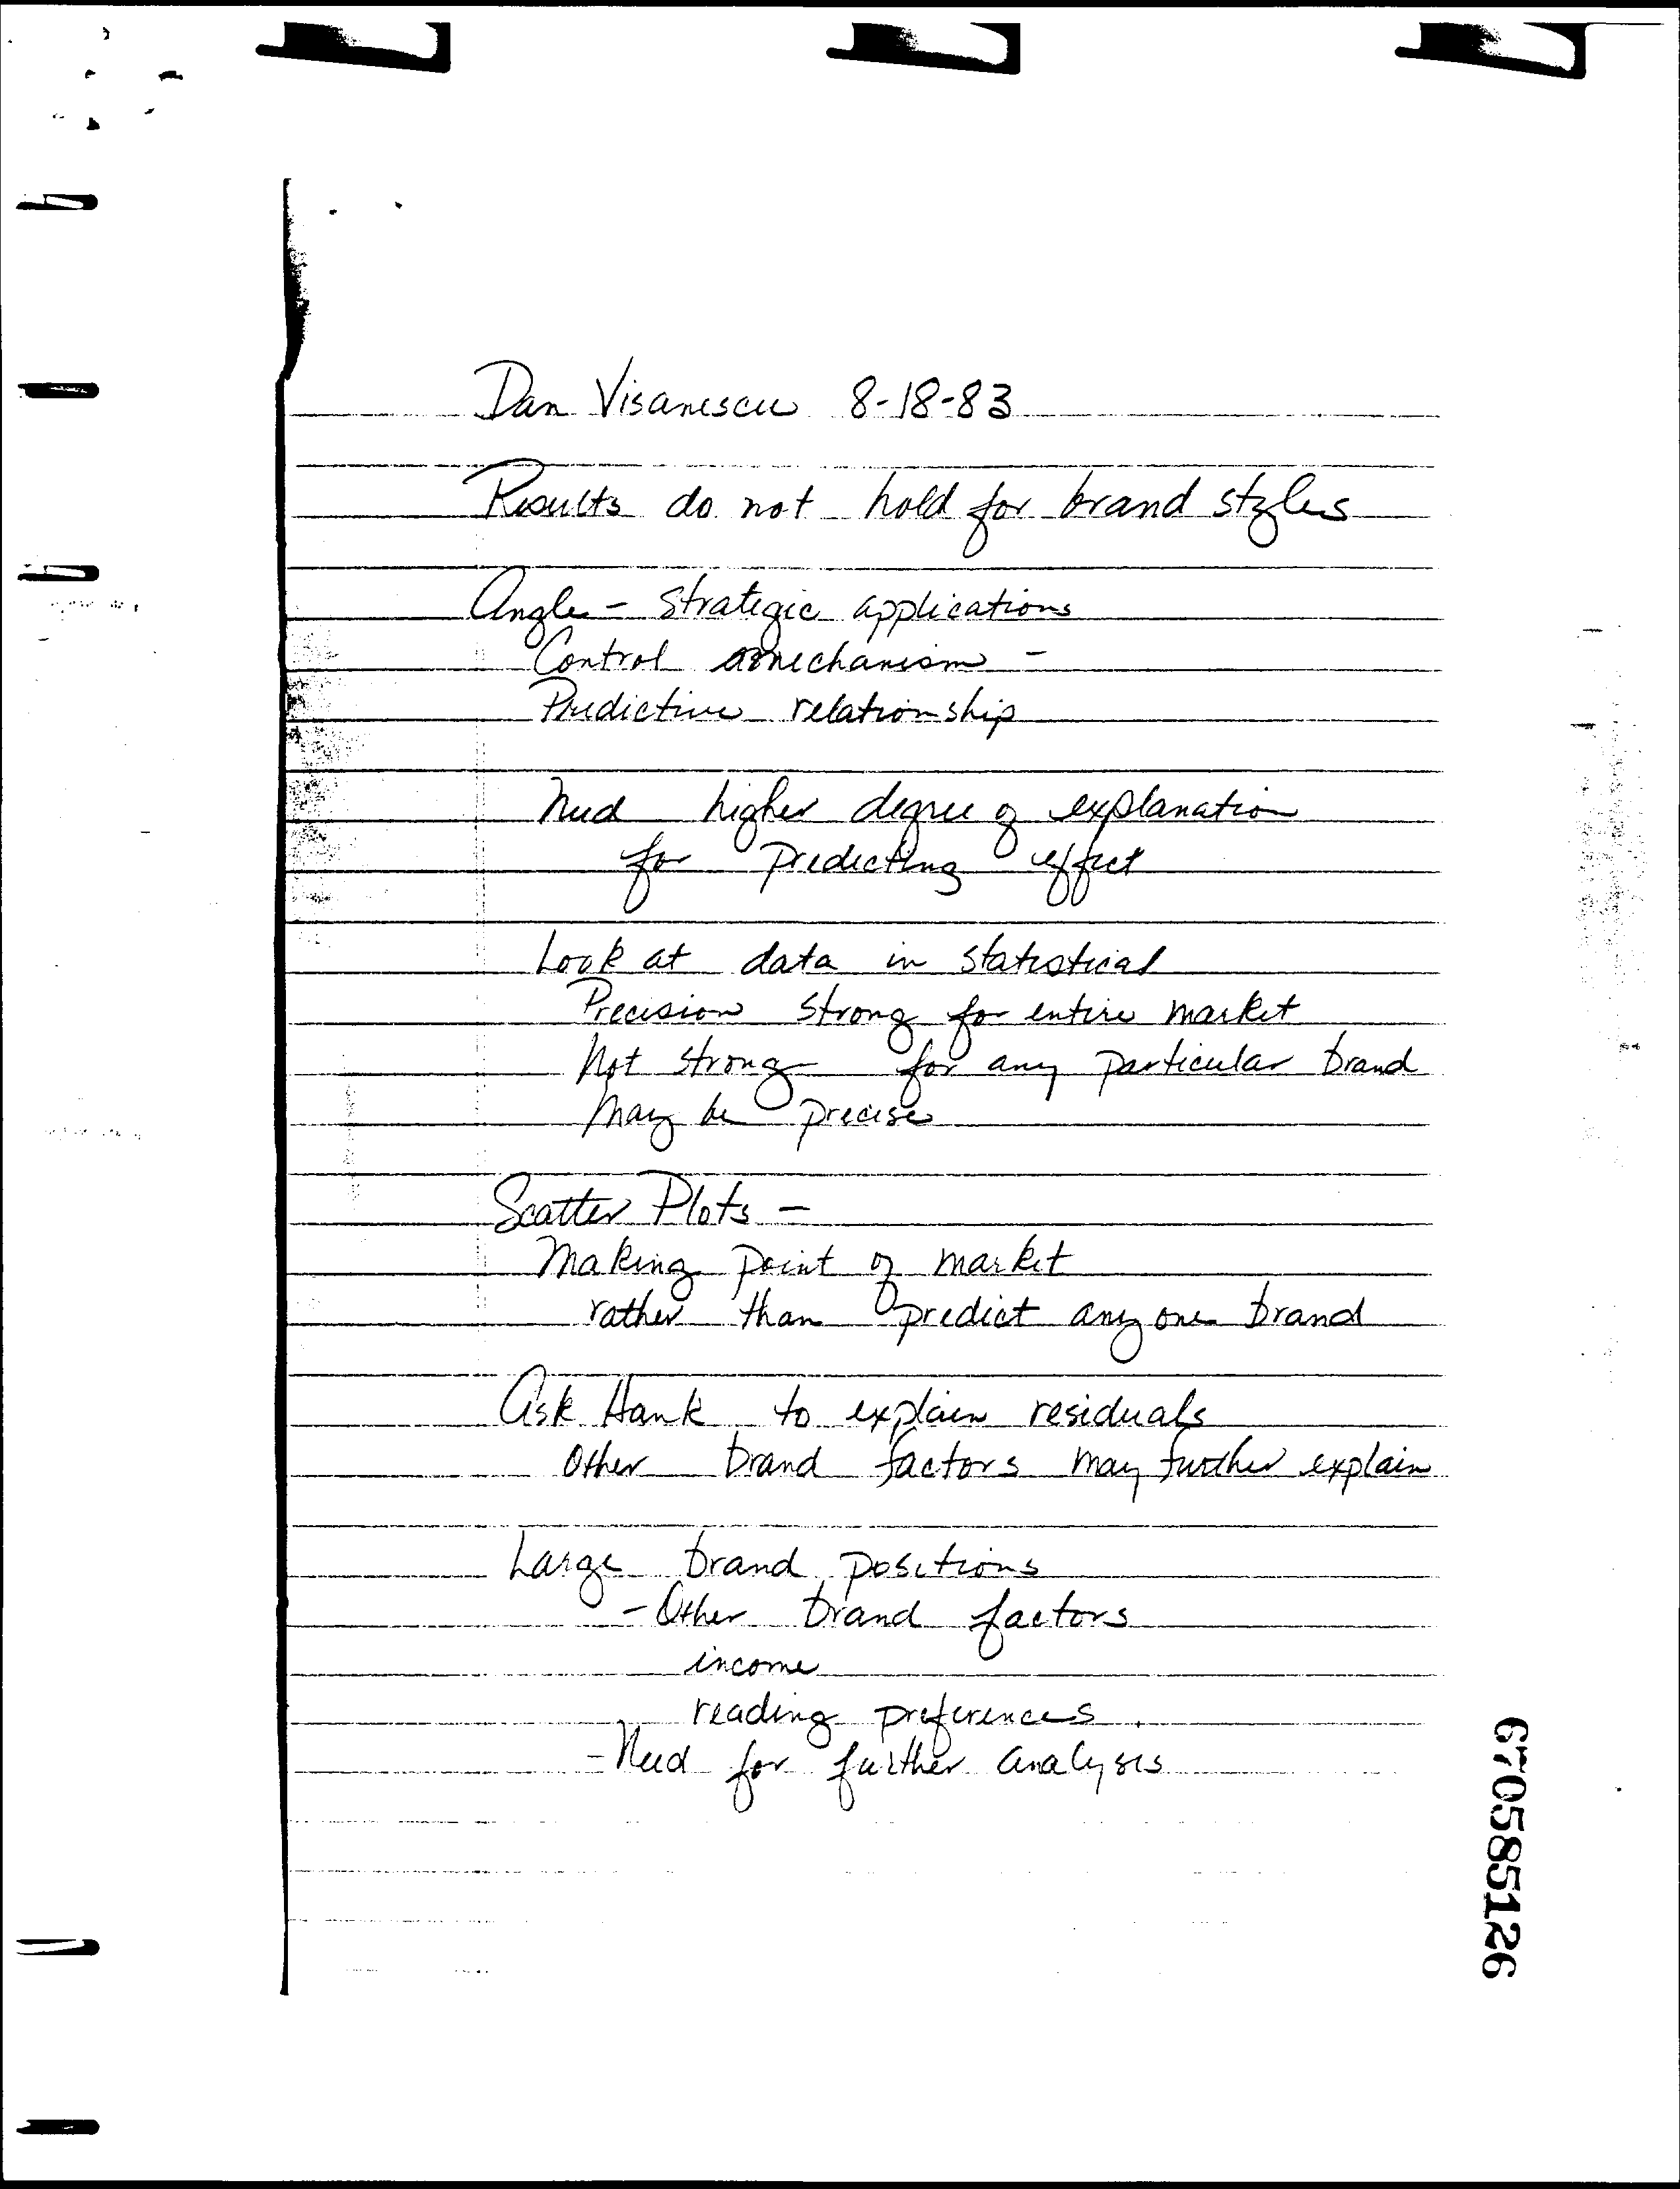 Dan Visanescu 8-18-83
Results do not hold for brand styles
Angle - Strategic applications
Control mechanism -
Predictive relationship
Need higher degree of explanation
for predicting effect
Look at data in statistical
Precision strong for entire market
Not strong for any particular brand
May be precise
Scatter Plots -
Making point of market
rather than predict any one brand
Ask Hank to explain residuals
Other brand factors may further explain
Large brand positions
- Other brand factors
income
reading preferences.
- Need for further analysis
670585126